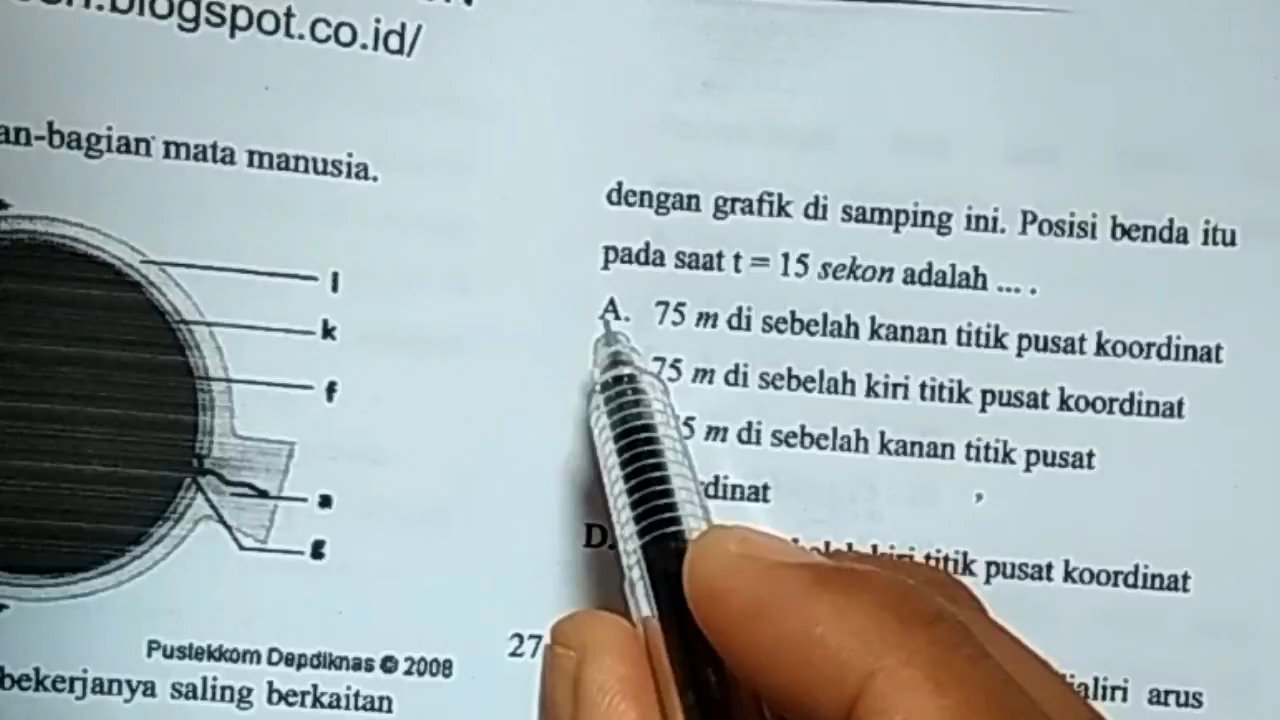 .blogspot.co.id/
an-bagian mata manusia.
l
k
f
a
g
Pustekkom Depdiknas © 2008
bekerjanya saling berkaitan
dengan grafik di samping ini. Posisi benda itu
pada saat t = 15 sekon adalah ... .
A. 75 m di sebelah kanan titik pusat koordinat
75 m di sebelah kiri titik pusat koordinat
5 m di sebelah kanan titik pusat
dinat
D. kiri titik pusat koordinat
27
aliri arus